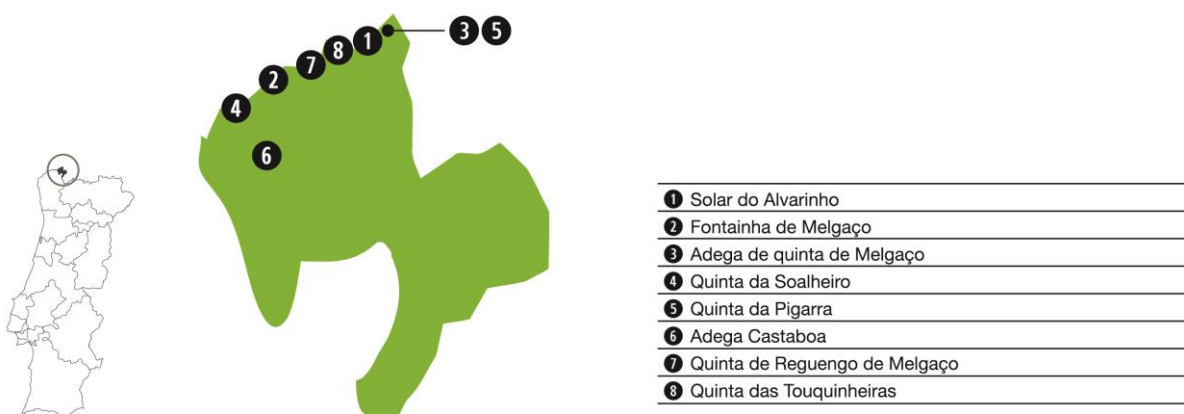 3 5
1
8
7
2
4
6
1 Solar do Alvarinho
2 Fontainha de Melgaço
3 Adega de quinta de Melgaço
4 Quinta da Soalheiro
5 Quinta da Pigarra
6 Adega Castaboa
7 Quinta de Reguengo de Melgaço
8 Quinta das Touquinheiras